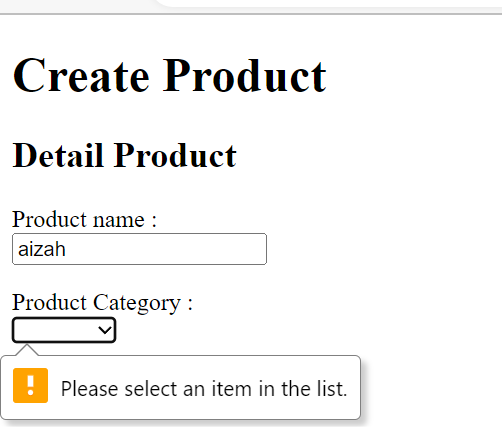 Create Product
Detail Product
Product name :
aizah
Product Category :
Please select an item in the list.